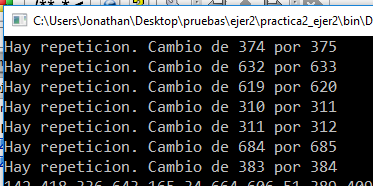 C:\Users\Jonathan\Desktop\pruebas\ejer2\practica2_ejer2\bin\D
Hay repeticion. Cambio de 374 por 375
Hay repeticion. Cambio de 632 por 633
Hay repeticion. Cambio de 619 por 620
Hay repeticion. Cambio de 310 por 311
Hay repeticion. Cambio de 311 por 312
Hay repeticion. Cambio de 684 por 685
Hay repeticion. Cambio de 383 por 384